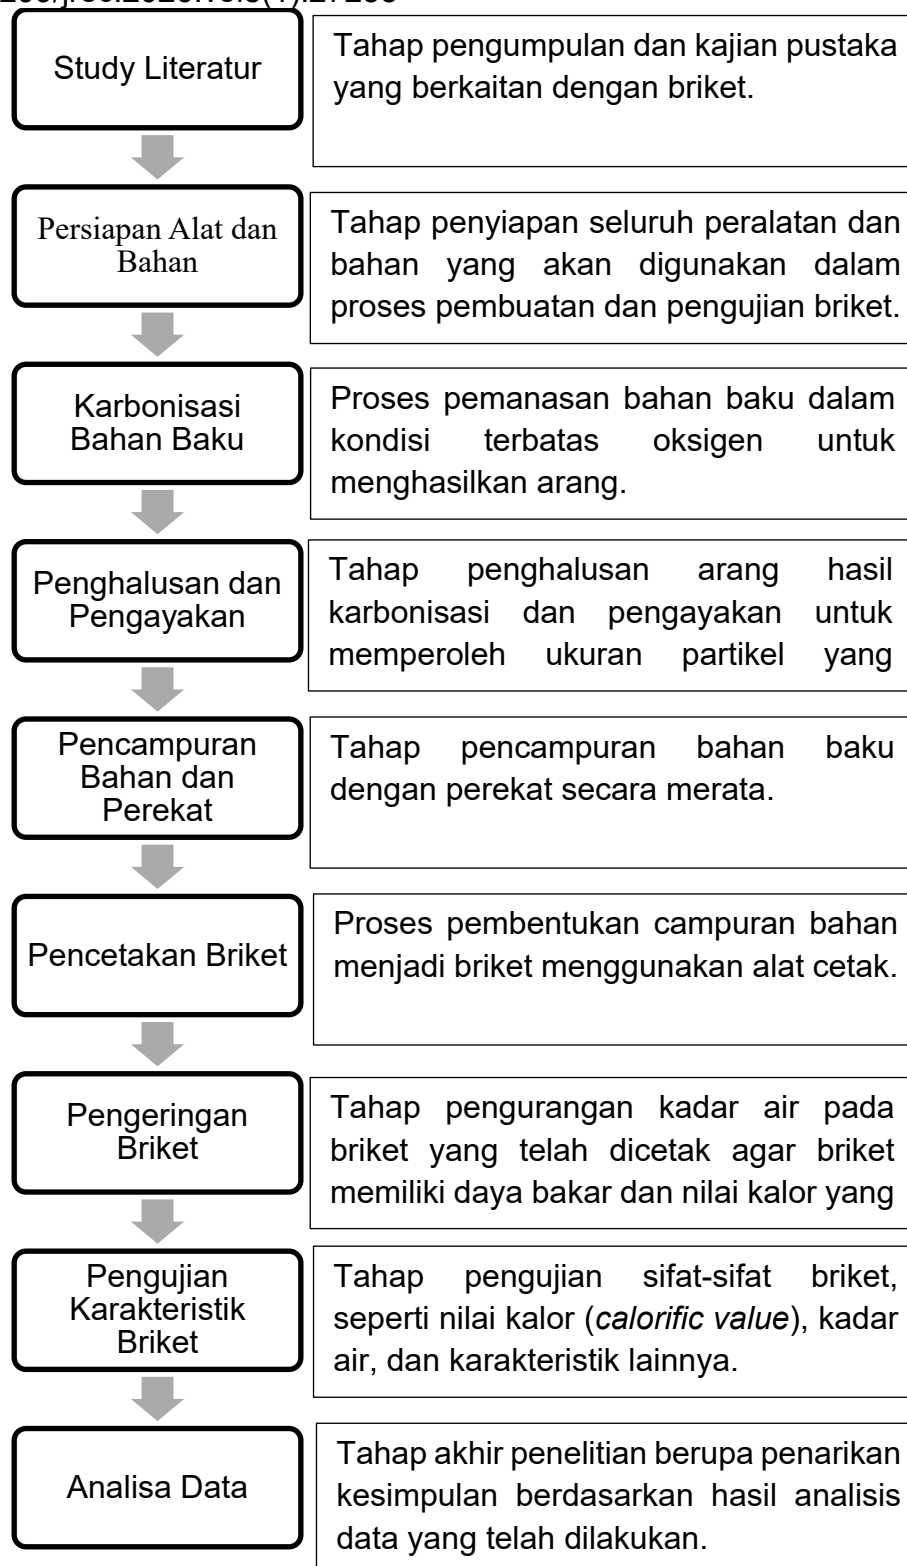 Study Literatur
Tahap pengumpulan dan kajian pustaka
yang berkaitan dengan briket.
Persiapan Alat dan
Bahan
Tahap penyiapan seluruh peralatan dan
bahan yang akan digunakan dalam
proses pembuatan dan pengujian briket.
Karbonisasi
Bahan Baku
Proses pemanasan bahan baku dalam
kondisi terbatas oksigen untuk
menghasilkan arang.
Penghalusan dan
Pengayakan
Tahap penghalusan arang hasil
karbonisasi dan pengayakan untuk
memperoleh ukuran partikel yang
Pencampuran
Bahan dan
Perekat
Tahap pencampuran bahan baku
dengan perekat secara merata.
Pencetakan Briket
Proses pembentukan campuran bahan
menjadi briket menggunakan alat cetak.
Pengeringan
Briket
Tahap pengurangan kadar air pada
briket yang telah dicetak agar briket
memiliki daya bakar dan nilai kalor yang
Pengujian
Karakteristik
Briket
Tahap pengujian sifat-sifat briket,
seperti nilai kalor (calorific value), kadar
air, dan karakteristik lainnya.
Analisa Data
Tahap akhir penelitian berupa penarikan
kesimpulan berdasarkan hasil analisis
data yang telah dilakukan.